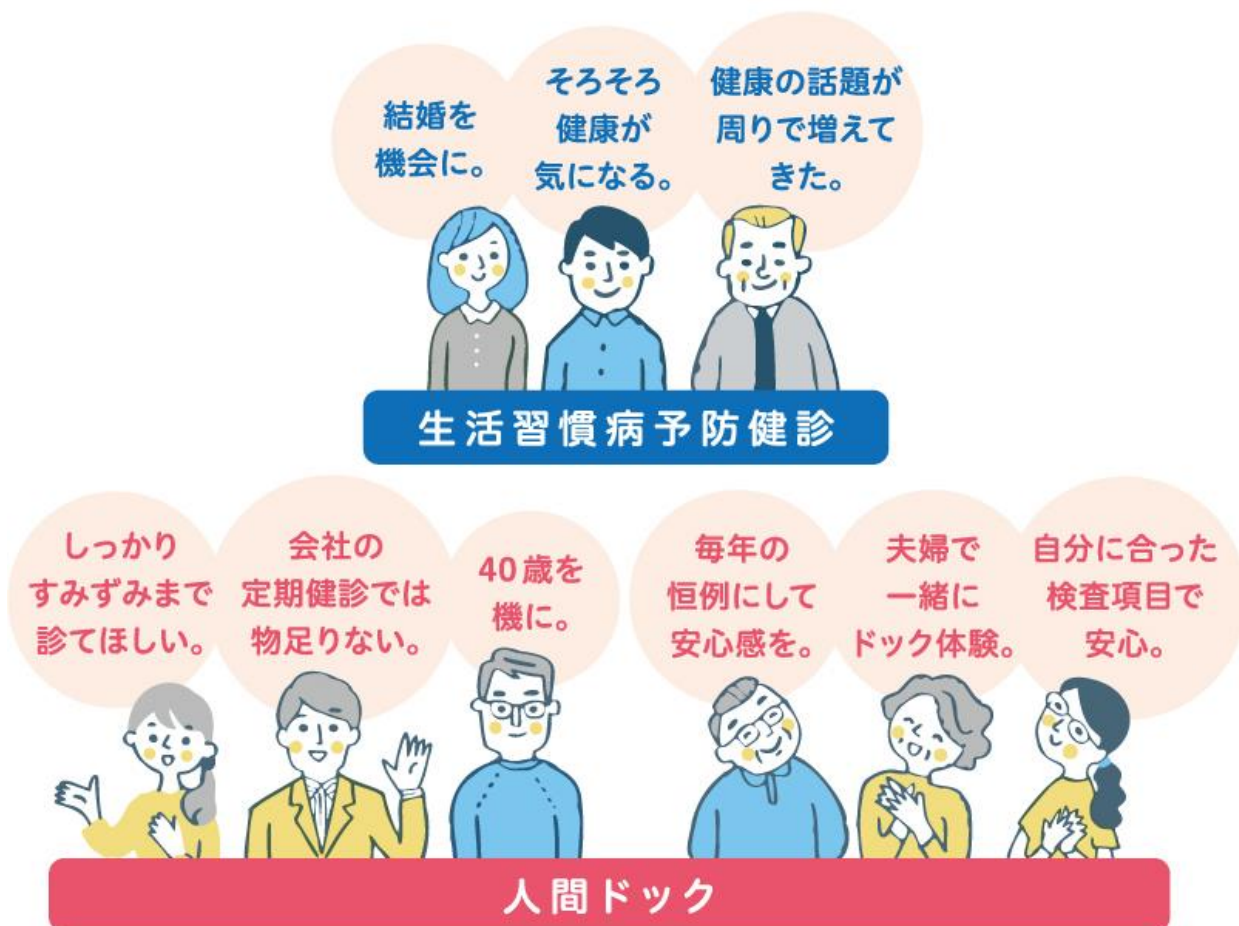 結婚を
機会に。
そろそろ
健康が
気になる。
健康の話題が
周りで増えて
きた。
生活習慣病予防健診
しっかり
すみずみまで
診てほしい。
会社の
定期健診では
物足りない。
40歳を
機に。
毎年の
恒例にして
安心感を。
夫婦で
一緒に
ドック体験。
自分に合った
検査項目で
安心。
人間ドック